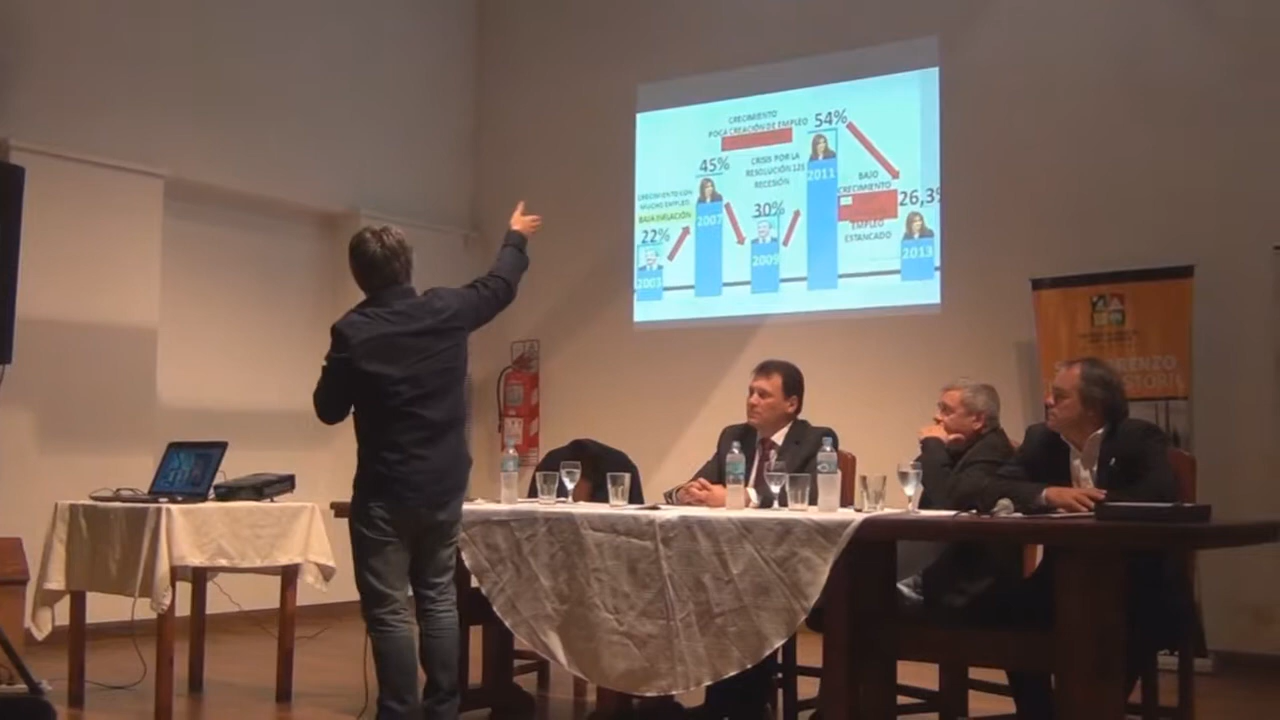 CRECIMIENTO
POCA CREACIÓN DE EMPLEO
54%
45%
CRISIS POR LA
RESOLUCIÓN 125
RECESIÓN
CRECIMIENTO CON
MUCHO EMPLEO,
BAJA INFLACIÓN
22%
30%
BAJO
CRECIMIENTO
EMPLEO
ESTANCADO
26,3%
2003
2007
2009
2011
2013